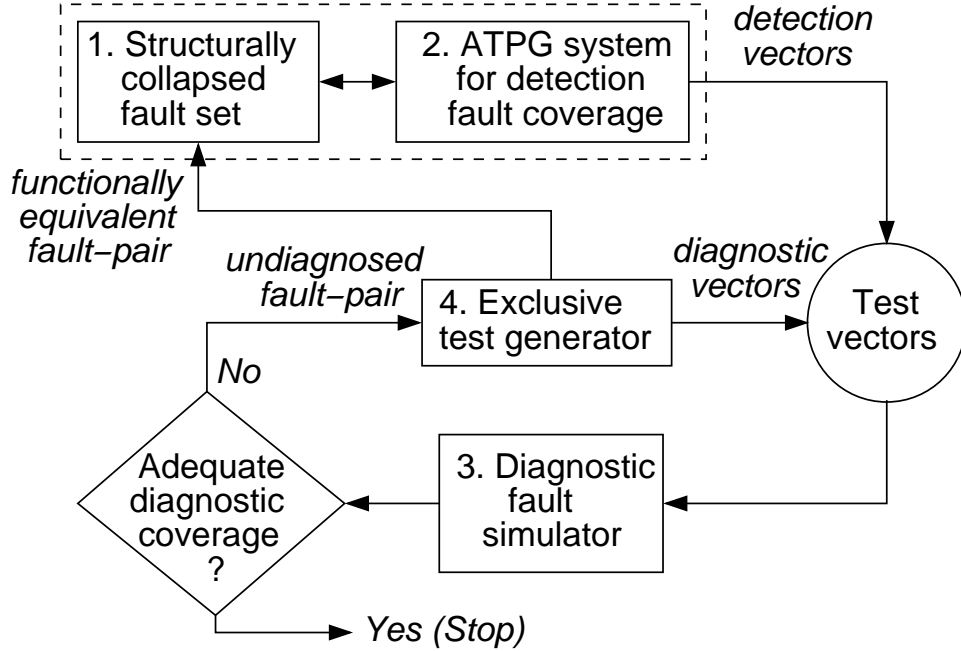 1. Structurally
collapsed
fault set
2. ATPG system
for detection
fault coverage
detection
vectors
functionally
equivalent
fault−pair
undiagnosed
fault−pair
4. Exclusive
test generator
diagnostic
vectors
Test
vectors
No
Adequate
diagnostic
coverage
?
3. Diagnostic
fault
simulator
Yes (Stop)